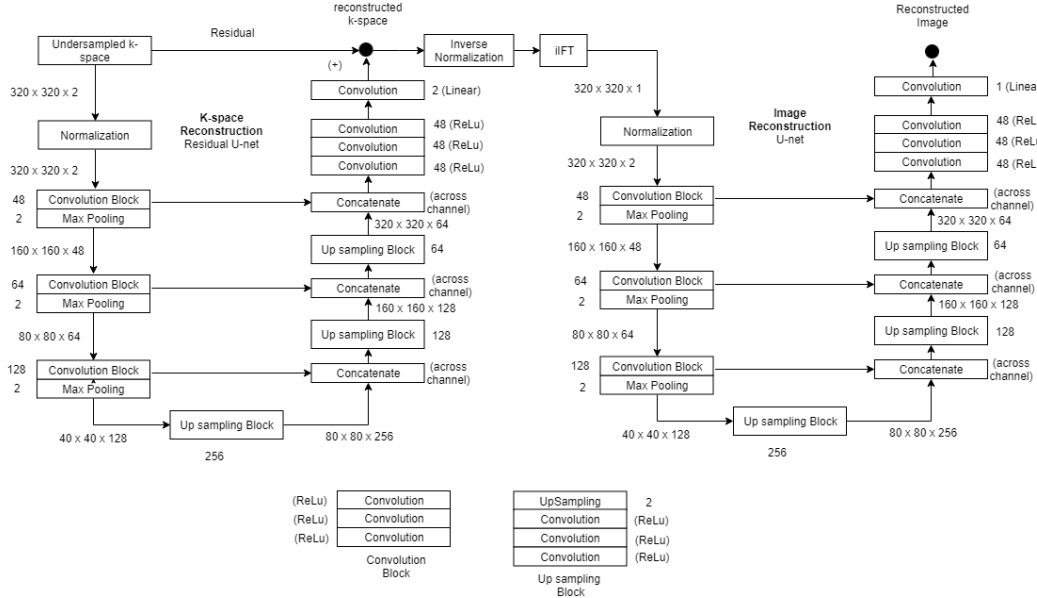 reconstructed
k-space
Reconstructed
Image
Undersampled k-
space
Residual
(+)
Inverse
Normalization
iIFT
320 x 320 x 2
Convolution
2 (Linear)
320 x 320 x 1
Convolution
1 (Linea
Normalization
K-space
Reconstruction
Residual U-net
Convolution
48 (ReLu)
Convolution
48 (ReLu)
Convolution
48 (ReLu)
Normalization
Image
Reconstruction
U-net
Convolution
48 (ReL
Convolution
48 (ReL
Convolution
48 (ReL
320 x 320 x 2
320 x 320 x 2
48
Convolution Block
2
Max Pooling
Concatenate
(across
channel)
320 x 320 x 64
48
Convolution Block
2
Max Pooling
Concatenate
(across
channel)
320 x 320 x 64
160 x 160 x 48
Up sampling Block
64
160 x 160 x 48
Up sampling Block
64
64
Convolution Block
2
Max Pooling
Concatenate
(across
channel)
160 x 160 x 128
64
Convolution Block
2
Max Pooling
Concatenate
(across
channel)
160 x 160 x 128
80 x 80 x 64
Up sampling Block
128
80 x 80 x 64
Up sampling Block
128
128
Convolution Block
2
Max Pooling
Concatenate
(across
channel)
128
Convolution Block
2
Max Pooling
Concatenate
(across
channel)
40 x 40 x 128
Up sampling Block
256
80 x 80 x 256
40 x 40 x 128
Up sampling Block
256
80 x 80 x 256
(ReLu)
Convolution
(ReLu)
Convolution
(ReLu)
Convolution
Convolution
Block
UpSampling
2
Convolution
(ReLu)
Convolution
(ReLu)
Convolution
(ReLu)
Up sampling
Block